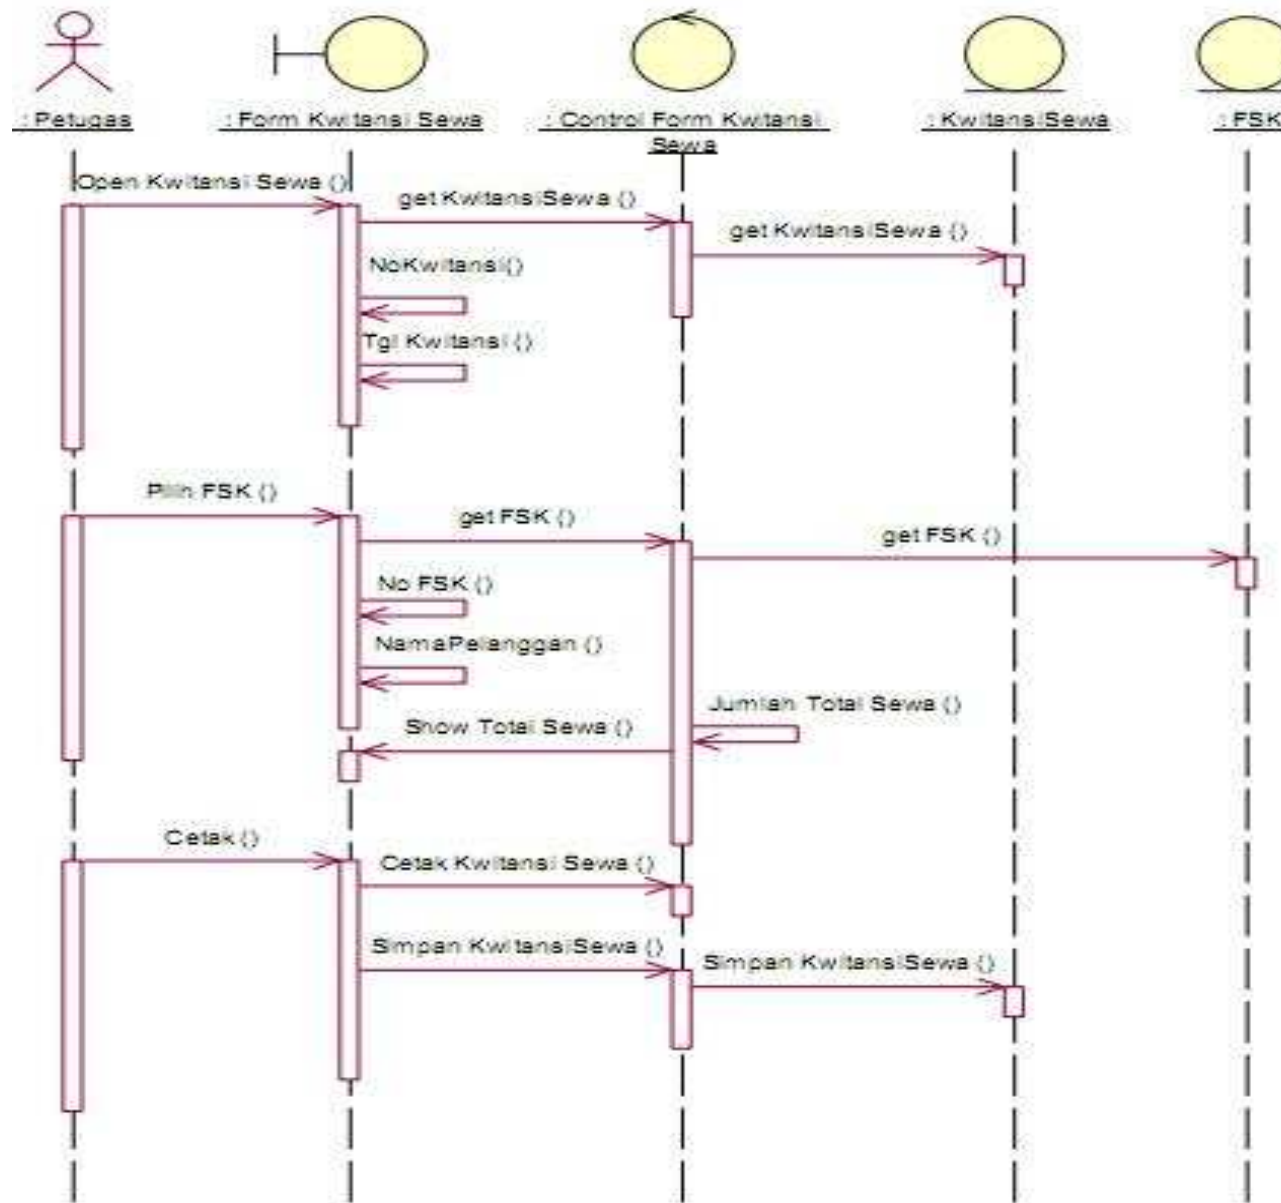 : Petugas
: Form Kwitansi Sewa
: Control Form Kwitansi
Sewa
: KwitansiSewa
: FSK
Open Kwitansi Sewa ()
get KwitansiSewa ()
get KwitansiSewa ()
NoKwitansi()
Tgl Kwitansi ()
Pilih FSK ()
get FSK ()
get FSK ()
No FSK ()
NamaPelanggan ()
Jumlah Total Sewa ()
Show Total Sewa ()
Cetak ()
Cetak Kwitansi Sewa ()
Simpan KwitansiSewa ()
Simpan KwitansiSewa ()